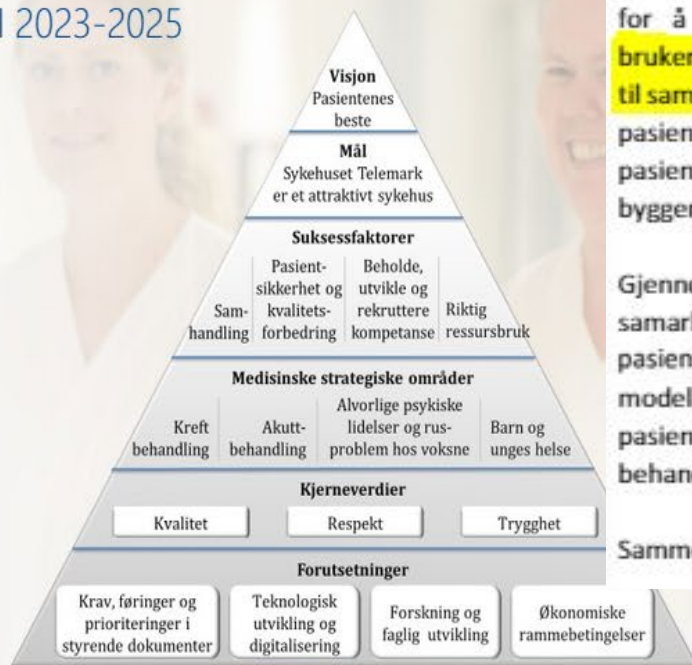 2023-2025
Visjon
Pasientenes
beste
Mål
Sykehuset Telemark
er et attraktivt sykehus
Suksessfaktorer
Sam-
handling
Pasient-
sikkerhet og
kvalitets-
forbedring
Beholde,
utvikle og
rekruttere
kompetanse
Riktig
ressursbruk
Medisinske strategiske områder
Kreft
behandling
Akutt-
behandling
Alvorlige psykiske
lidelser og rus-
problem hos voksne
Barn og
unges helse
Kjerneverdier
Kvalitet
Respekt
Trygghet
Forutsetninger
Krav, føringer og
prioriteringer i
styrende dokumenter
Teknologisk
utvikling og
digitalisering
Forskning og
faglig utvikling
Økonomiske
rammebetingelser
for å
bruker
til sam
pasien
pasien
bygger
Gjenne
samar
pasien
model
pasien
behan
Samm